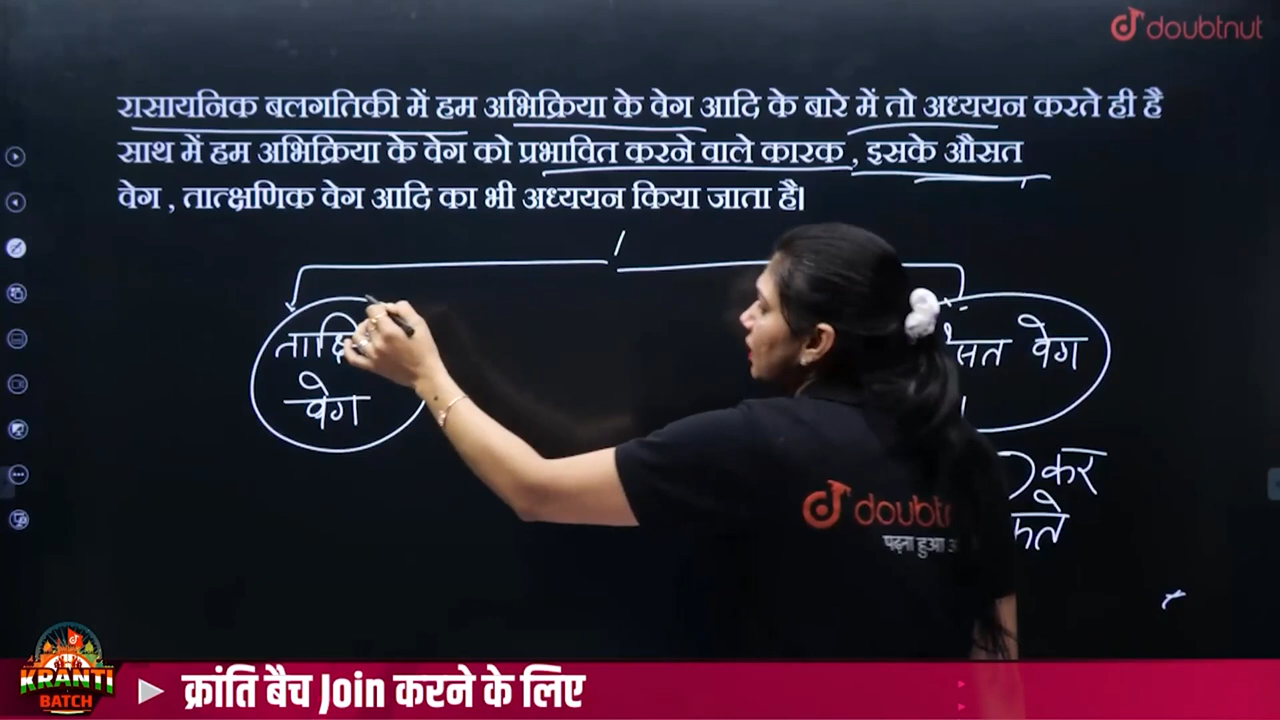 doubtnut
रासायनिक बलगतिकी में हम अभिक्रिया के वेग आदि के बारे में तो अध्ययन करते ही है
साथ में हम अभिक्रिया के वेग को प्रभावित करने वाले कारक , इसके औसत
वेग , तात्क्षणिक वेग आदि का भी अध्ययन किया जाता है।
वेग
सत वेग
कर
doubtn
पढ़ना हुआ
KRANTI
BATCH
क्रांति बैच Join करने के लिए